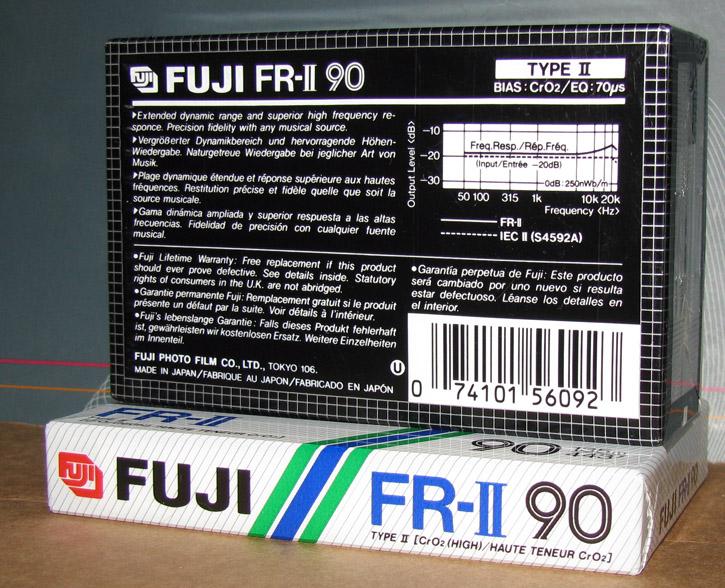 FUJI FUJI FR-II 90
TYPE II
BIAS: CrO2/EQ: 70µs
▶Extended dynamic range and superior high frequency re-
sponce. Precision fidelity with any musical source.
▶Vergrößerter Dynamikbereich und hervorragende Höhen-
Wiedergabe. Naturgetreue Wiedergabe bei jeglicher Art von
Musik.
▶Plage dynamique étendue et réponse supérieure aux hautes
fréquences. Restitution précise et fidèle quelle que soit la
source musicale.
▶Gama dinámica ampliada y superior respuesta a las altas
frecuencias. Fidelidad de precisión con cualquier fuente
musical.
Output Level <dB>
-10
-20
-30
Freq.Resp./Rép.Fréq.
(Input/Entrée -20dB)
0dB: 250nWb/m
50 100 315 1k 10k 20k
Frequency <Hz>
FR-II
IEC II (S4592A)
●Fuji Lifetime Warranty: Free replacement if this product
should ever prove defective. See details inside. Statutory
rights of consumers in the U.K. are not abridged.
●Garantie permanente Fuji: Remplacement gratuit si le produit
présente un défaut par la suite. Voir détails à l'intérieur.
●Fuji's lebenslange Garantie: Falls dieses Produkt fehlerhaft
ist, gewährleisten wir kostenlosen Ersatz. Weitere Einzelheiten
im Innenteil.
●Garantía perpetua de Fuji: Este producto
será cambiado por uno nuevo si resulta
estar defectuoso. Léanse los detalles en
el interior.
FUJI PHOTO FILM CO., LTD., TOKYO 106.
MADE IN JAPAN/FABRIQUE AU JAPON/FABRICADO EN JAPÓN
U
0 74101 56092
FR-II
90
FUJI FUJI FR-II 90
TYPE II [CrO2 (HIGH)/HAUTE TENEUR CrO2]
FUJI FR-II 90